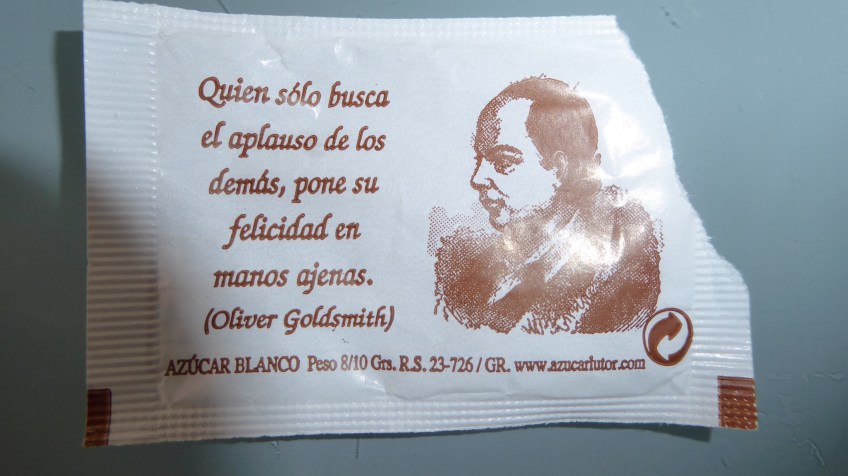 Quien sólo busca
el aplauso de los
demás, pone su
felicidad en
manos ajenas.
(Oliver Goldsmith)
AZÚCAR BLANCO Peso 8/10 Grs. R.S. 23-726 / GR. www.azucarlutor.com